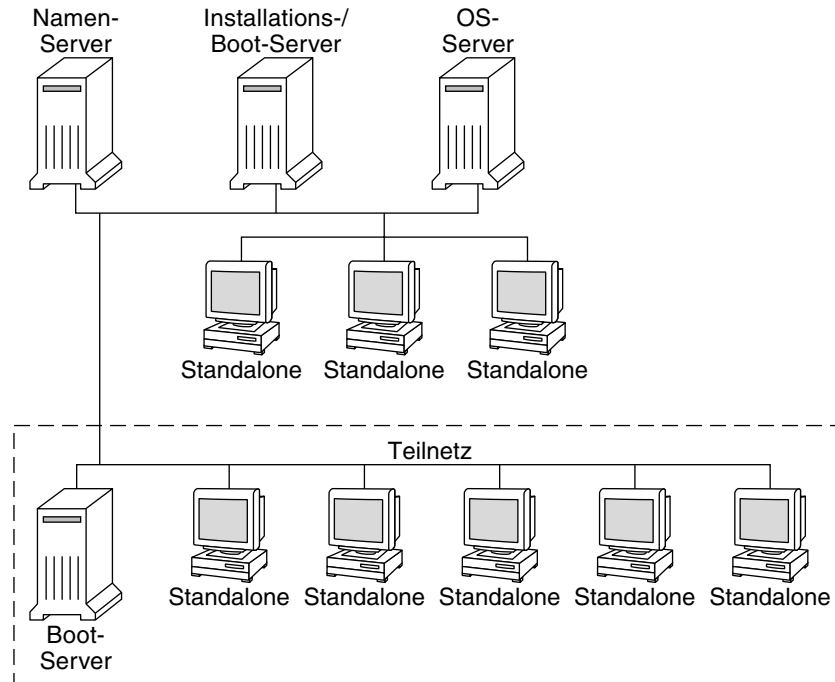 Namen-
Server
Installations-/
Boot-Server
OS-
Server
Standalone
Standalone
Standalone
Teilnetz
Boot-
Server
Standalone
Standalone
Standalone
Standalone
Standalone